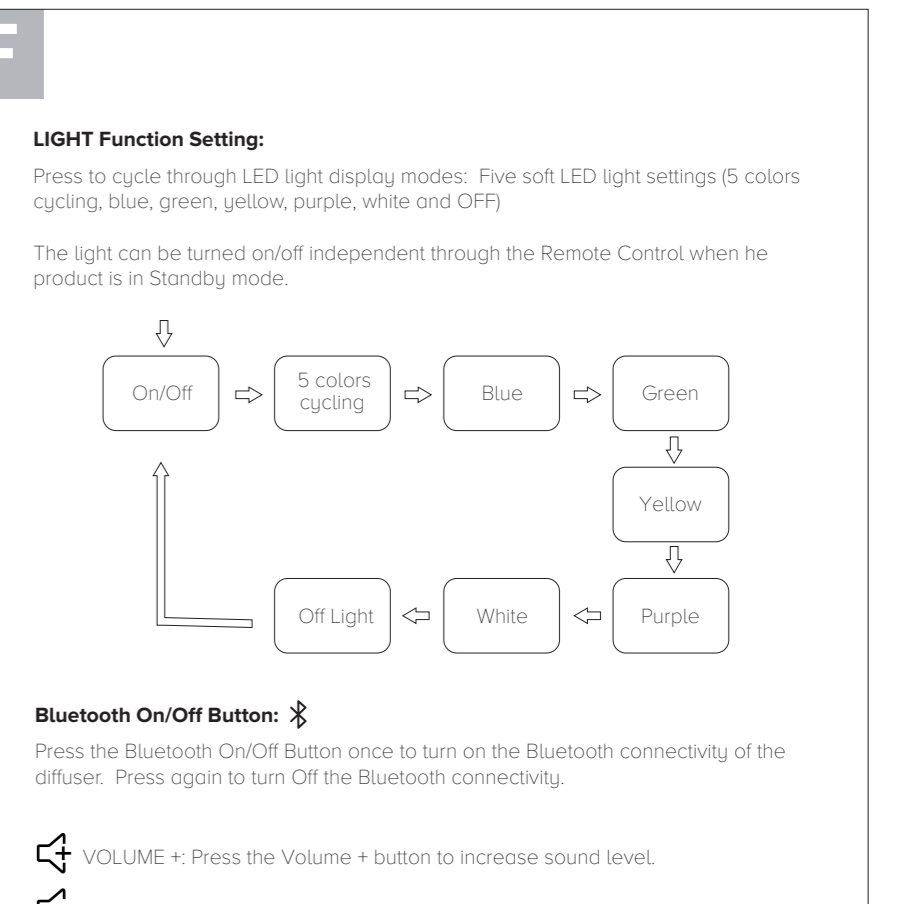 LIGHT Function Setting:
Press to cycle through LED light display modes:  Five soft LED light settings (5 colors
cycling, blue, green, yellow, purple, white and OFF)
The light can be turned on/off independent through the Remote Control when he
product is in Standby mode.
On/Off
5 colors
cycling
Blue
Green
Yellow
Off Light
White
Purple
Bluetooth On/Off Button:
Press the Bluetooth On/Off Button once to turn on the Bluetooth connectivity of the
diffuser.  Press again to turn Off the Bluetooth connectivity.
VOLUME +: Press the Volume + button to increase sound level.